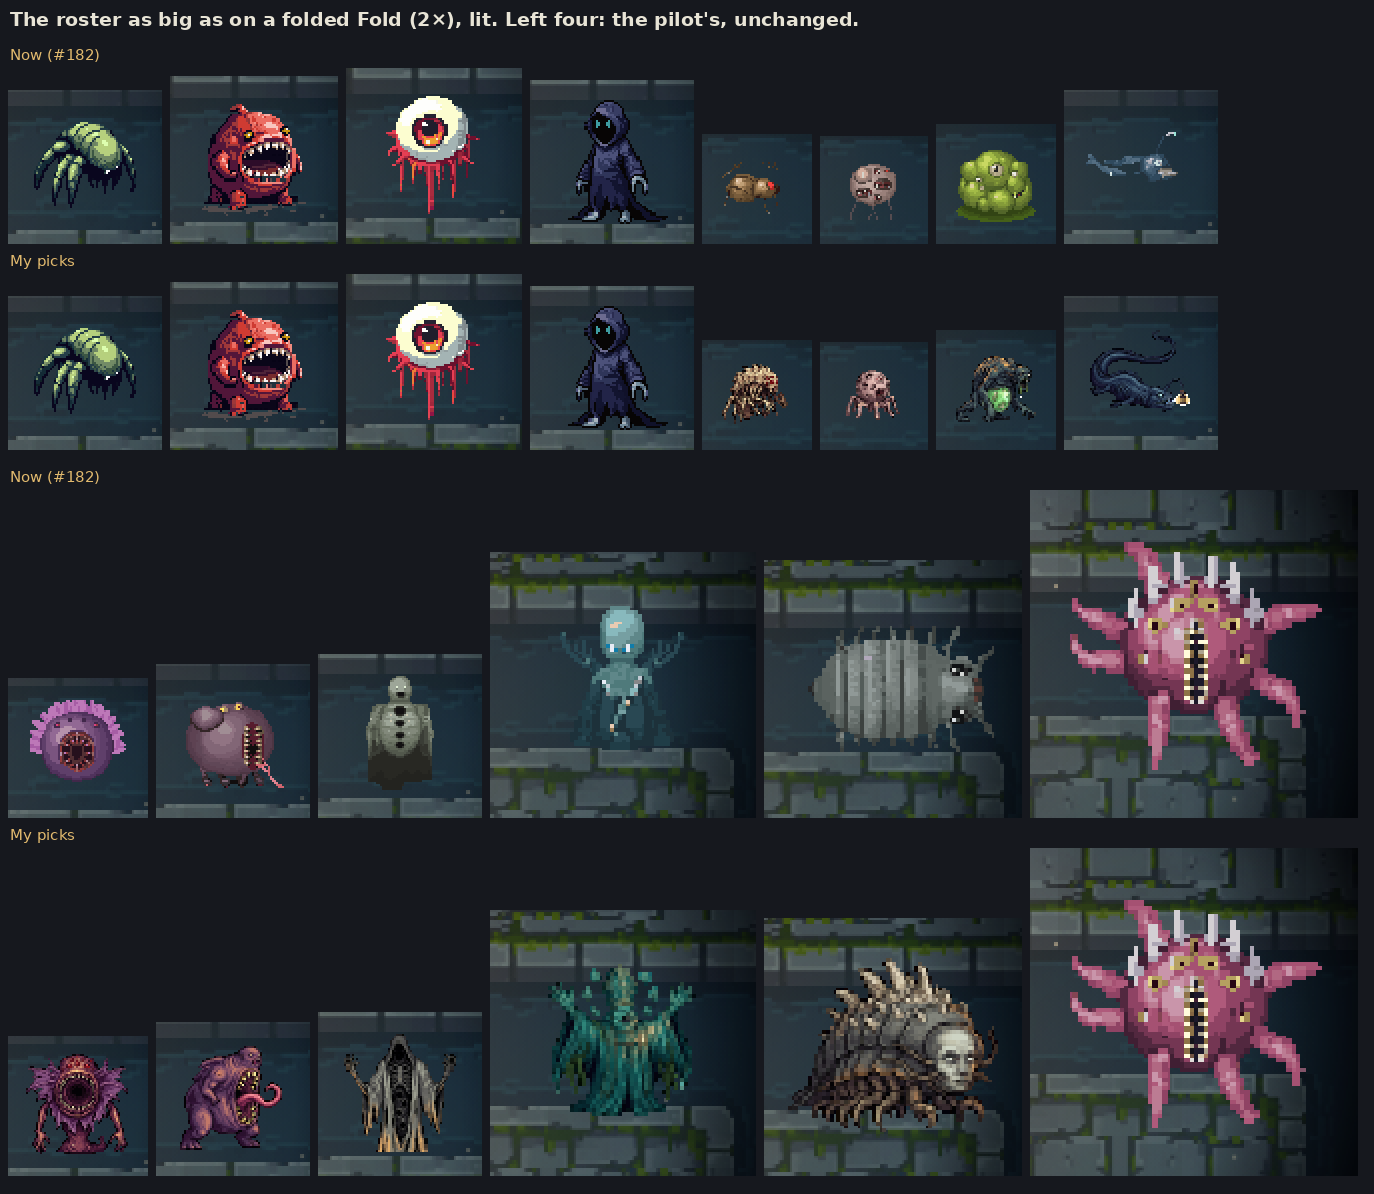 The roster as big as on a folded Fold (2×), lit. Left four: the pilot's, unchanged.
Now (#182)
My picks
Now (#182)
My picks